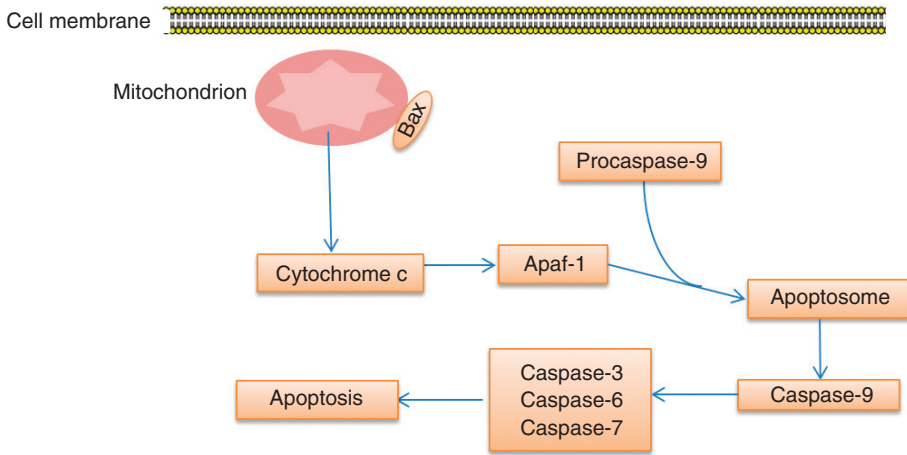 Cell membrane
Mitochondrion
Bax
Procaspase-9
Cytochrome c
Apaf-1
Apoptosome
Caspase-3
Caspase-6
Caspase-7
Apoptosis
Caspase-9